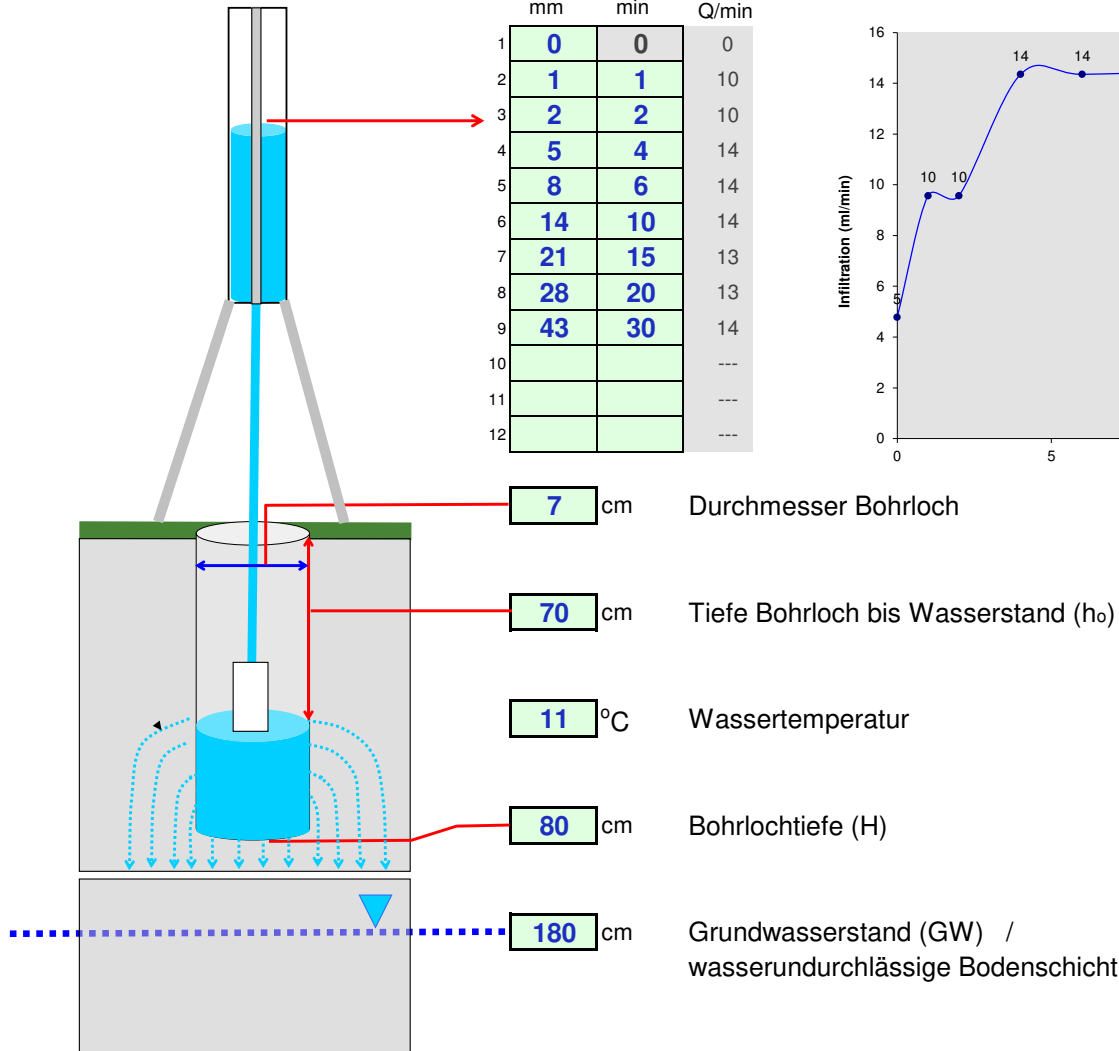 mm min Q/min
1 0 0 0
2 1 1 10
3 2 2 10
4 5 4 14
5 8 6 14
6 14 10 14
7 21 15 13
8 28 20 13
9 43 30 14
10 ---
11 ---
12 ---
16
14
12
10
8
6
4
2
0
0 5
Infiltration (ml/min)
5
10 10
14 14
7 cm Durchmesser Bohrloch
70 cm Tiefe Bohrloch bis Wasserstand (ho)
11 °C Wassertemperatur
80 cm Bohrlochtiefe (H)
180 cm Grundwasserstand (GW) /
wasserundurchlässige Bodenschicht